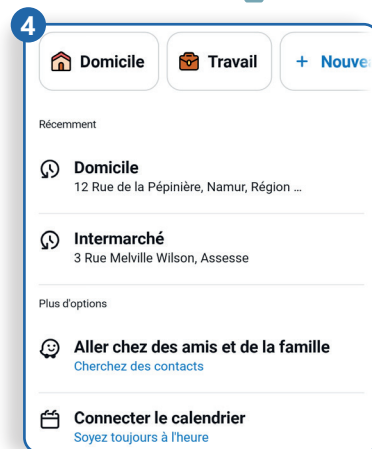 4
Domicile Travail + Nouve
Récemment
Domicile
12 Rue de la Pépinière, Namur, Région ...
Intermarché
3 Rue Melville Wilson, Assesse
Plus d'options
Aller chez des amis et de la famille
Cherchez des contacts
Connecter le calendrier
Soyez toujours à l'heure